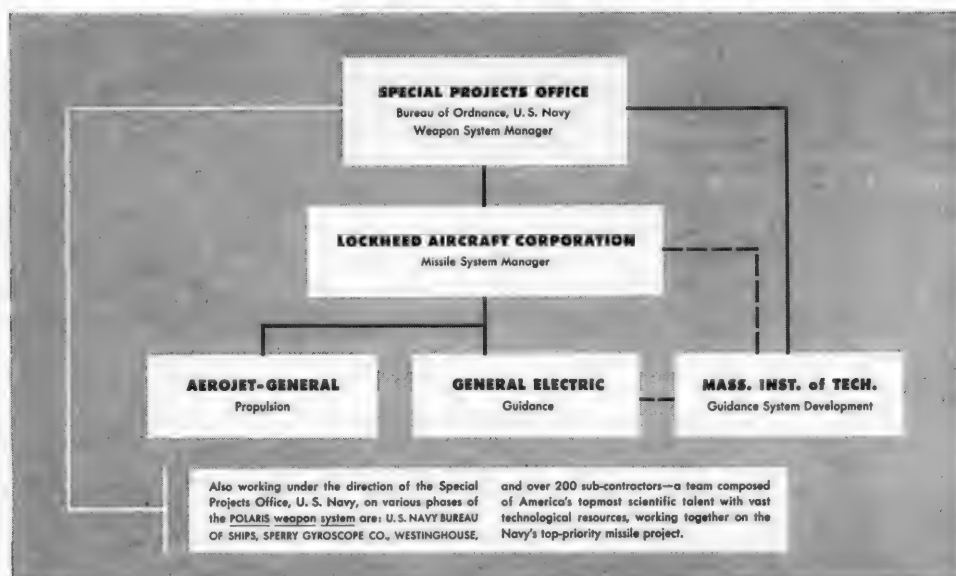 SPECIAL PROJECTS OFFICE
Bureau of Ordnance, U. S. Navy
Weapon System Manager
LOCKHEED AIRCRAFT CORPORATION
Missile System Manager
AEROJET-GENERAL
Propulsion
GENERAL ELECTRIC
Guidance
MASS. INST. of TECH.
Guidance System Development
Also working under the direction of the Special
Projects Office, U. S. Navy, on various phases of
the POLARIS weapon system are: U. S. NAVY BUREAU
OF SHIPS, SPERRY GYROSCOPE CO., WESTINGHOUSE,
and over 200 sub-contractors—a team composed
of America's topmost scientific talent with vast
technological resources, working together on the
Navy's top-priority missile project.